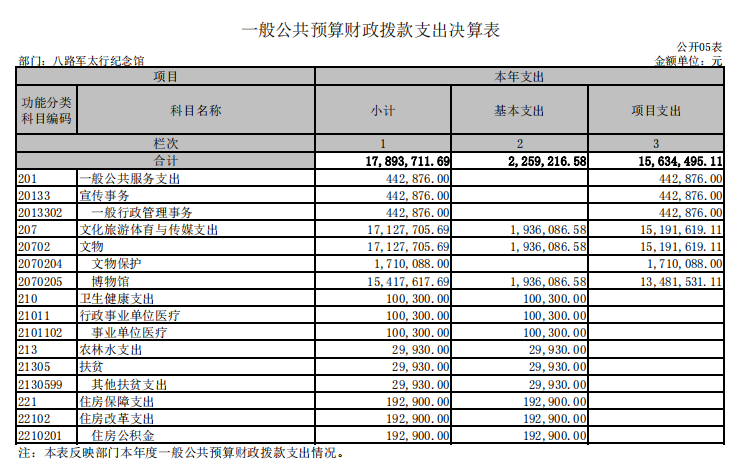 一般公共预算财政拨款支出决算表
公开05表
部门：八路军太行纪念馆 金额单位：元
项目 本年支出
功能分类科目编码 科目名称 小计 基本支出 项目支出
栏次 1 2 3
合计 17,893,711.69 2,259,216.58 15,634,495.11
201 一般公共服务支出 442,876.00 442,876.00
20133 宣传事务 442,876.00 442,876.00
2013302 一般行政管理事务 442,876.00 442,876.00
207 文化旅游体育与传媒支出 17,127,705.69 1,936,086.58 15,191,619.11
20702 文物 17,127,705.69 1,936,086.58 15,191,619.11
2070204 文物保护 1,710,088.00 1,710,088.00
2070205 博物馆 15,417,617.69 1,936,086.58 13,481,531.11
210 卫生健康支出 100,300.00 100,300.00
21011 行政事业单位医疗 100,300.00 100,300.00
2101102 事业单位医疗 100,300.00 100,300.00
213 农林水支出 29,930.00 29,930.00
21305 扶贫 29,930.00 29,930.00
2130599 其他扶贫支出 29,930.00 29,930.00
221 住房保障支出 192,900.00 192,900.00
22102 住房改革支出 192,900.00 192,900.00
2210201 住房公积金 192,900.00 192,900.00
注：本表反映部门本年度一般公共预算财政拨款支出情况。